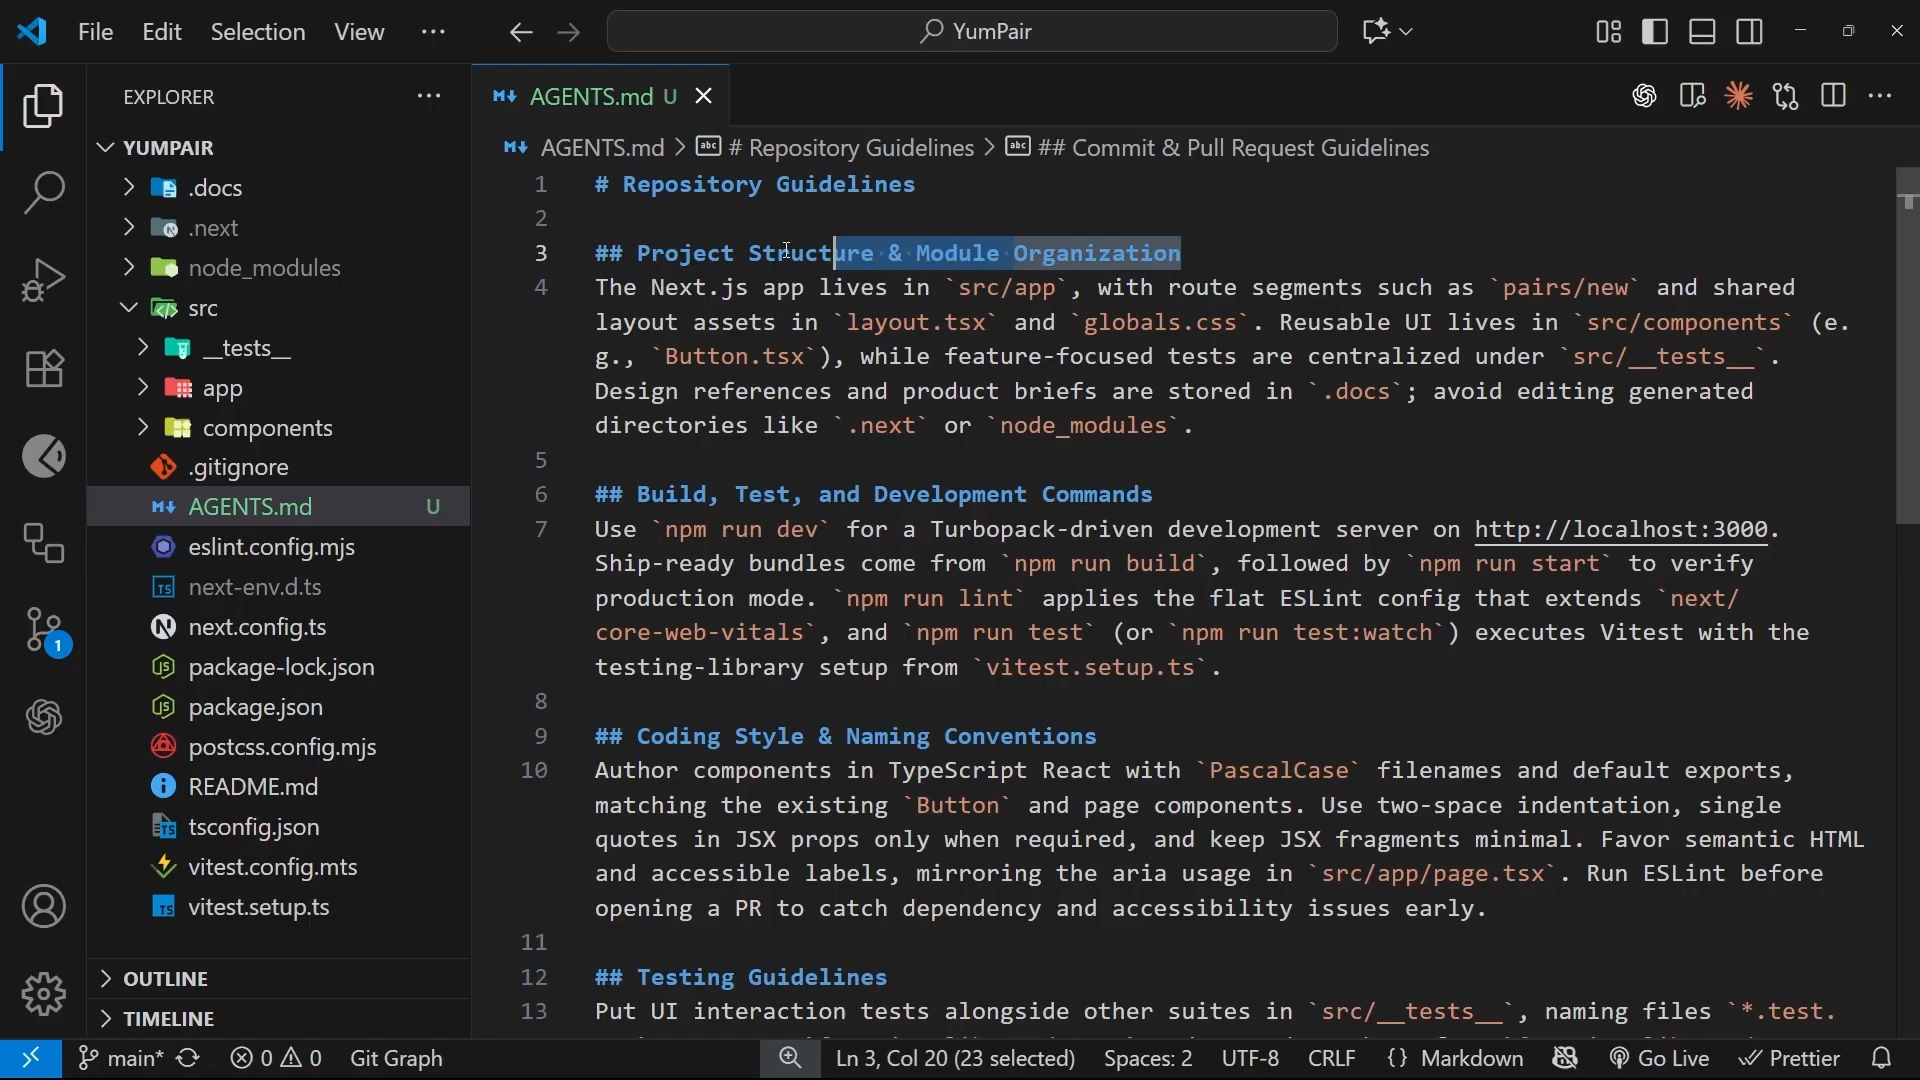 File Edit Selection View ··· YumPair
EXPLORER ···
YUMPAIR
.docs
.next
node_modules
src
__tests__
app
components
.gitignore
AGENTS.md U
eslint.config.mjs
next-env.d.ts
next.config.ts
package-lock.json
package.json
postcss.config.mjs
README.md
tsconfig.json
vitest.config.mts
vitest.setup.ts
OUTLINE
TIMELINE
1
AGENTS.md U
AGENTS.md > # Repository Guidelines > ## Commit & Pull Request Guidelines
1 # Repository Guidelines
2
3 ## Project Structure & Module Organization
4 The Next.js app lives in `src/app`, with route segments such as `pairs/new` and shared
layout assets in `layout.tsx` and `globals.css`. Reusable UI lives in `src/components` (e.
g., `Button.tsx`), while feature-focused tests are centralized under `src/__tests__`.
Design references and product briefs are stored in `.docs`; avoid editing generated
directories like `.next` or `node_modules`.
5
6 ## Build, Test, and Development Commands
7 Use `npm run dev` for a Turbopack-driven development server on http://localhost:3000.
Ship-ready bundles come from `npm run build`, followed by `npm run start` to verify
production mode. `npm run lint` applies the flat ESLint config that extends `next/
core-web-vitals`, and `npm run test` (or `npm run test:watch`) executes Vitest with the
testing-library setup from `vitest.setup.ts`.
8
9 ## Coding Style & Naming Conventions
10 Author components in TypeScript React with `PascalCase` filenames and default exports,
matching the existing `Button` and page components. Use two-space indentation, single
quotes in JSX props only when required, and keep JSX fragments minimal. Favor semantic HTML
and accessible labels, mirroring the aria usage in `src/app/page.tsx`. Run ESLint before
opening a PR to catch dependency and accessibility issues early.
11
12 ## Testing Guidelines
13 Put UI interaction tests alongside other suites in `src/__tests__`, naming files `*.test.
main* 0 0 Git Graph Ln 3, Col 20 (23 selected) Spaces: 2 UTF-8 CRLF {} Markdown Go Live Prettier